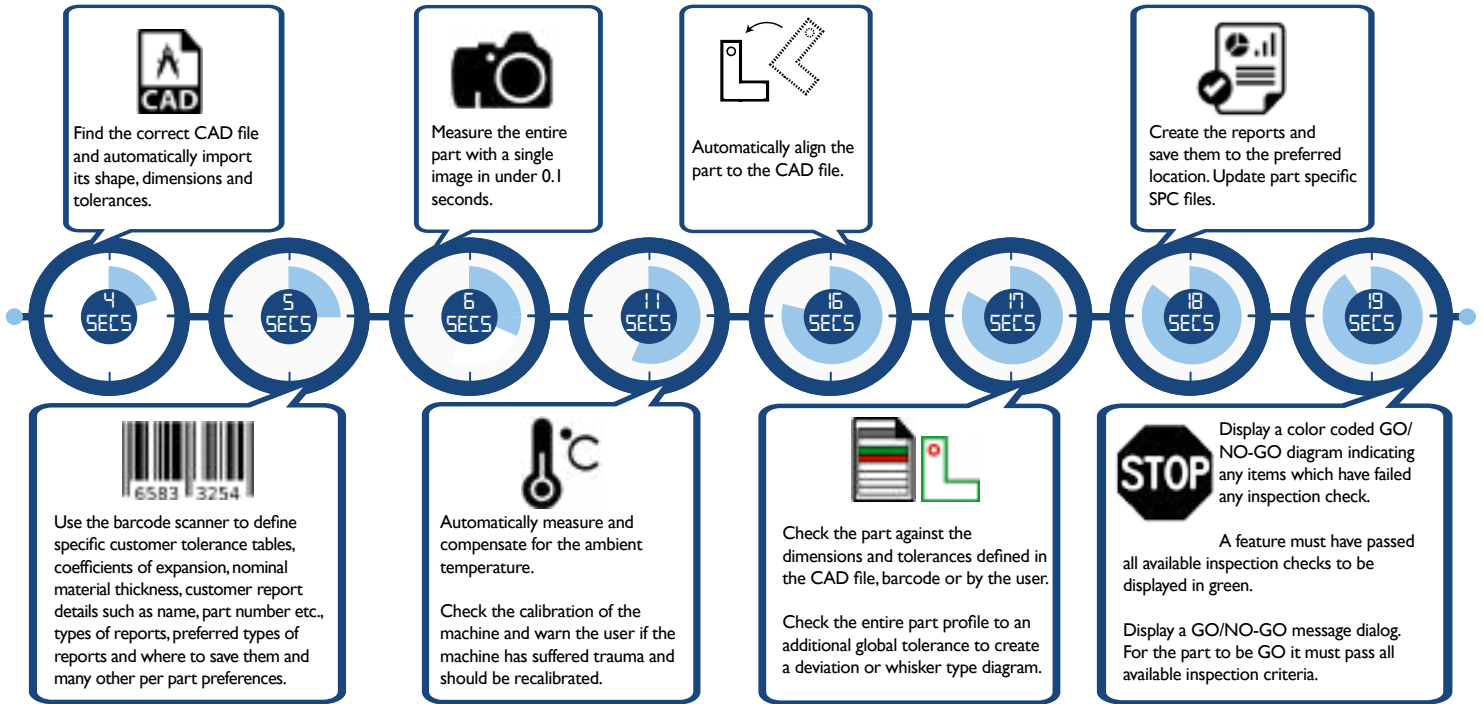 CAD
Find the correct CAD file
and automatically import
its shape, dimensions and
tolerances.
Measure the entire
part with a single
image in under 0.1
seconds.
Automatically align the
part to the CAD file.
Create the reports and
save them to the preferred
location. Update part specific
SPC files.
4
SECS
5
SECS
6
SECS
11
SECS
16
SECS
17
SECS
18
SECS
19
SECS
6583 3254
Use the barcode scanner to define
specific customer tolerance tables,
coefficients of expansion, nominal
material thickness, customer report
details such as name, part number etc.,
types of reports, preferred types of
reports and where to save them and
many other per part preferences.
°C
Automatically measure and
compensate for the ambient
temperature.
Check the calibration of the
machine and warn the user if the
machine has suffered trauma and
should be recalibrated.
Check the part against the
dimensions and tolerances defined in
the CAD file, barcode or by the user.
Check the entire part profile to an
additional global tolerance to create
a deviation or whisker type diagram.
STOP
Display a color coded GO/
NO-GO diagram indicating
any items which have failed
any inspection check.
A feature must have passed
all available inspection checks to be
displayed in green.
Display a GO/NO-GO message dialog.
For the part to be GO it must pass all
available inspection criteria.